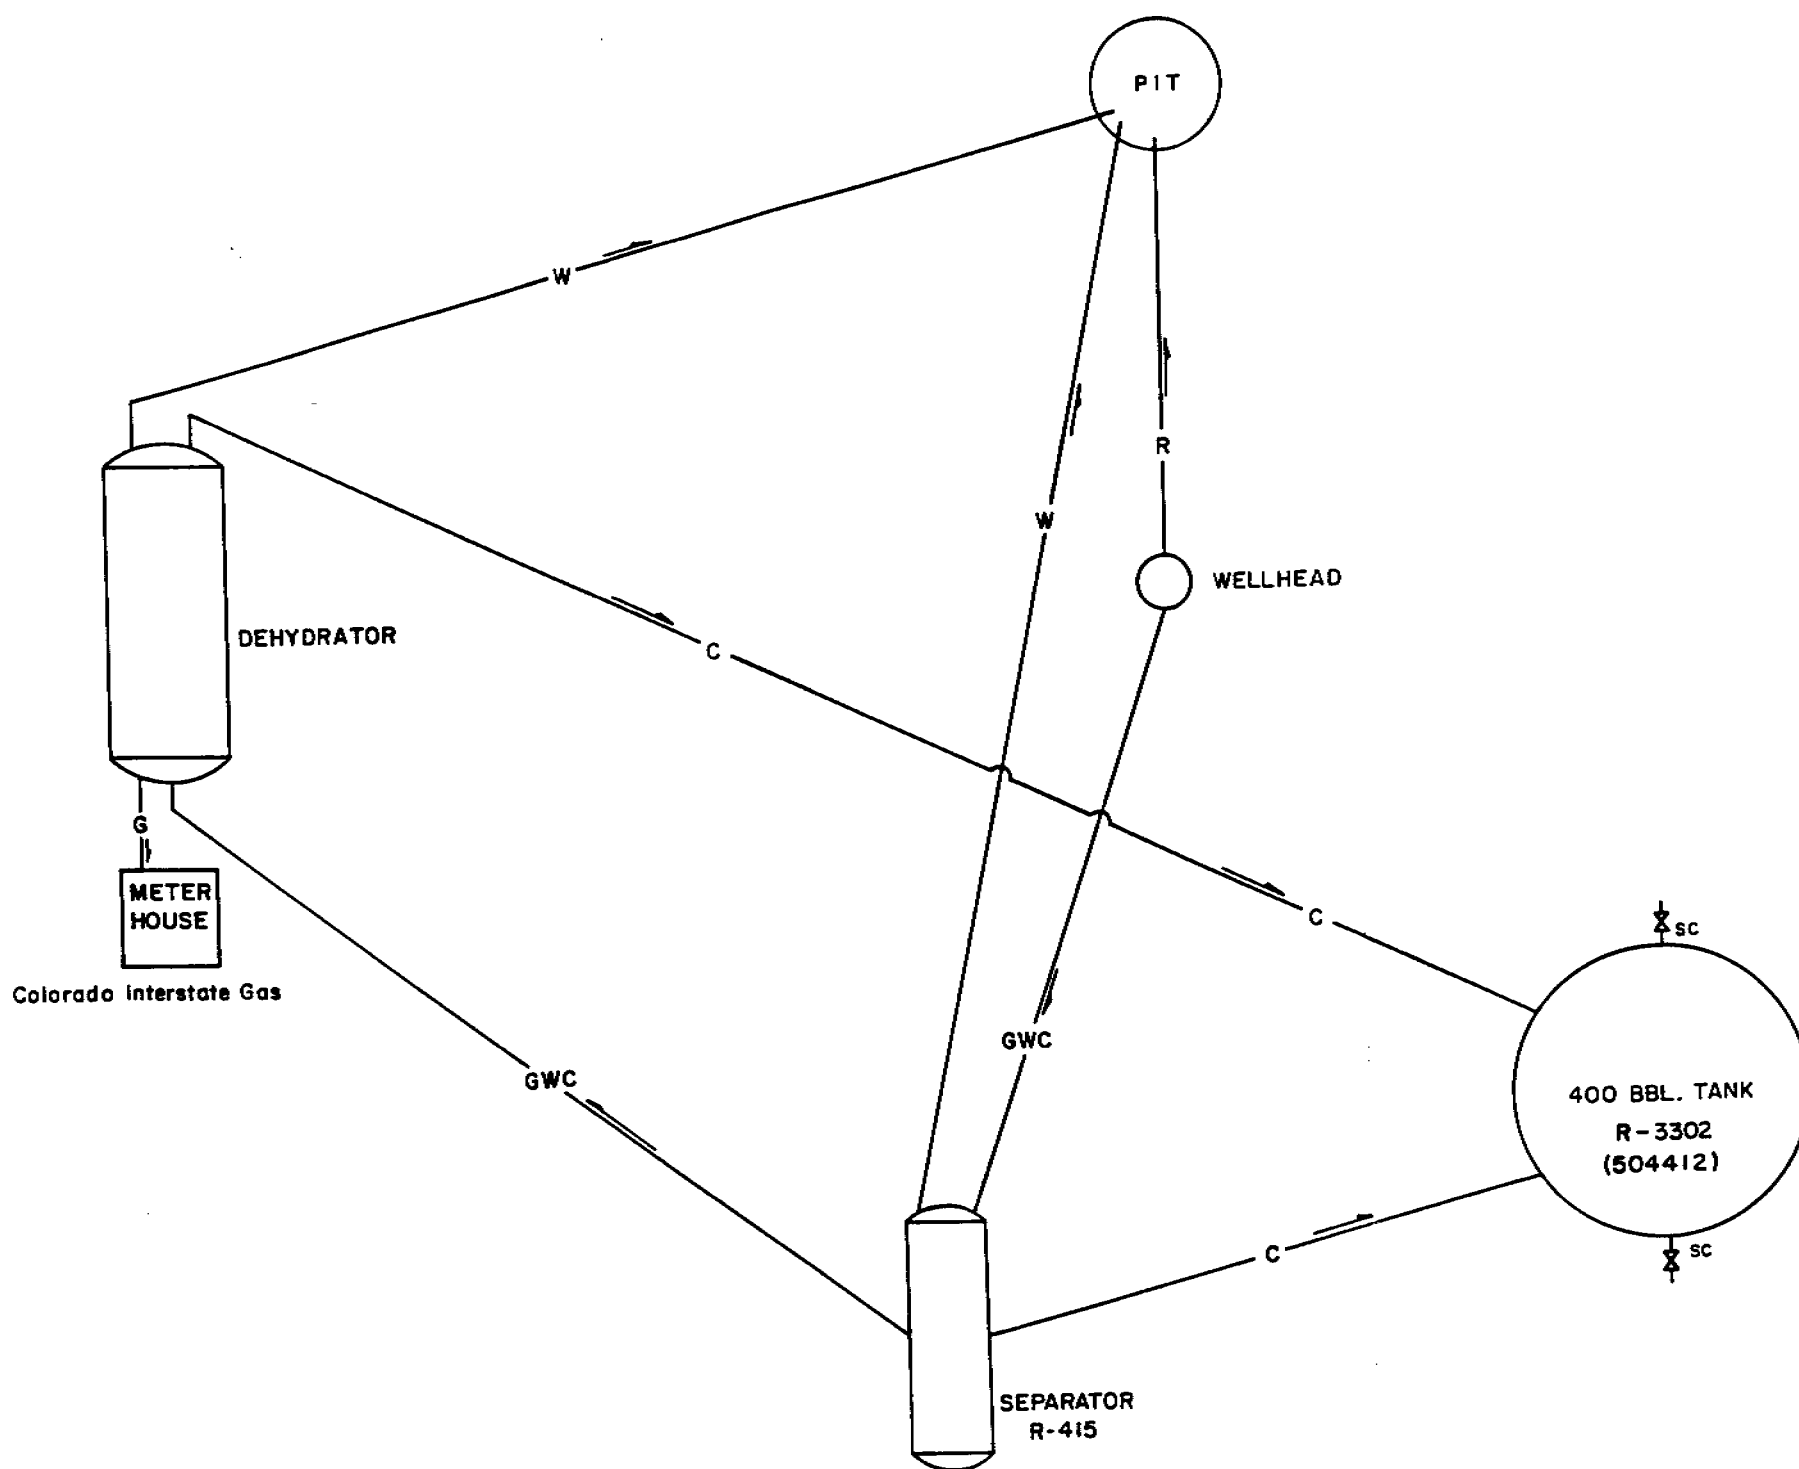 PIT
W
R
W
WELLHEAD
DEHYDRATOR
C
G
METER
HOUSE
C
SC
Colorado Interstate Gas
GWC
GWC
400 BBL. TANK
R-3302
(504412)
C
SC
SEPARATOR
R-415